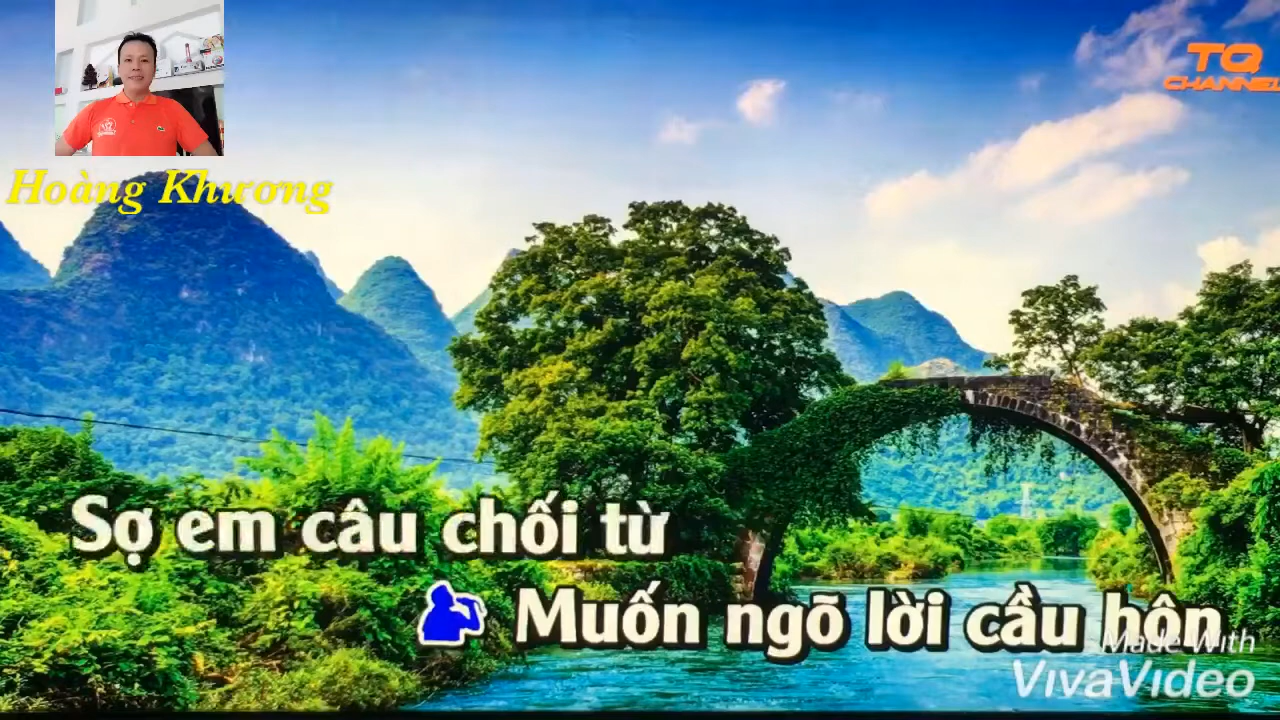 TQ
CHANNEL
Hoàng Khương
Sợ em câu chối từ
Muốn ngõ lời cầu hôn
Made With
VivaVideo